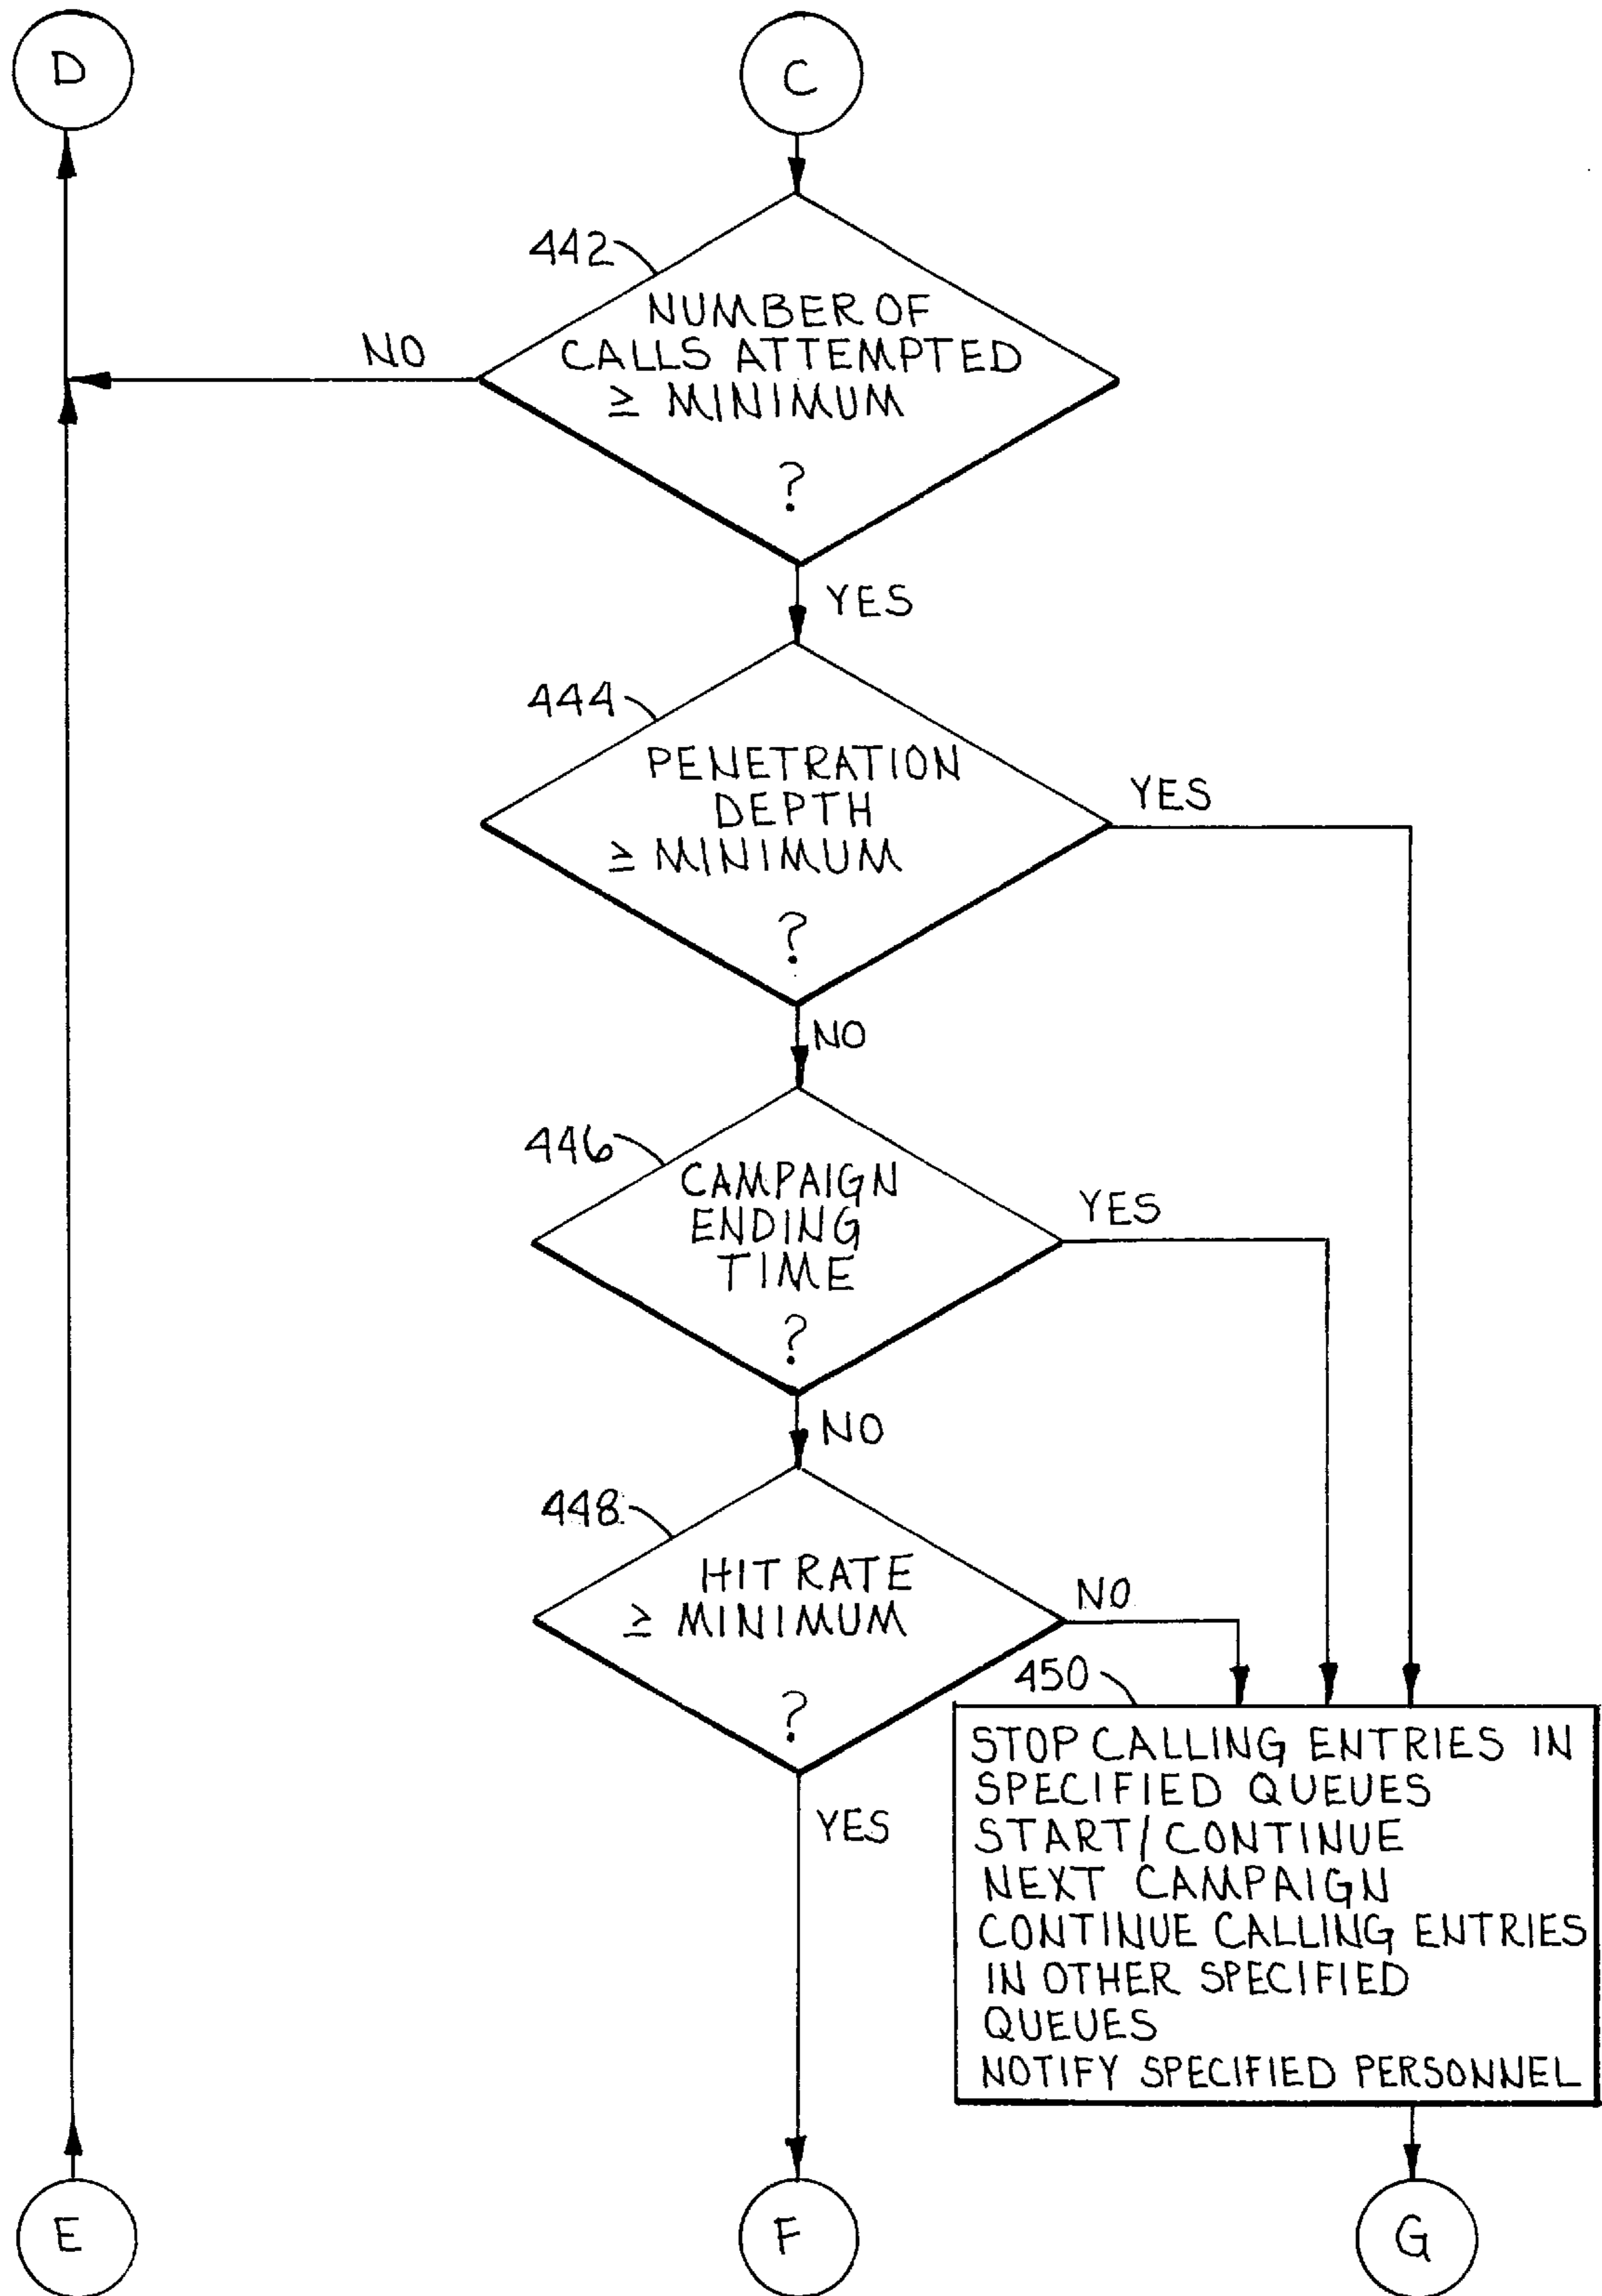 D
C
442
NUMBER OF
CALLS ATTEMPTED
≥ MINIMUM
?
NO
YES
444
PENETRATION
DEPTH
≥ MINIMUM
?
YES
NO
446
CAMPAIGN
ENDING
TIME
?
YES
NO
448
HIT RATE
≥ MINIMUM
?
NO
YES
450
STOP CALLING ENTRIES IN
SPECIFIED QUEUES
START/CONTINUE
NEXT CAMPAIGN
CONTINUE CALLING ENTRIES
IN OTHER SPECIFIED
QUEUES
NOTIFY SPECIFIED PERSONNEL
E
F
G